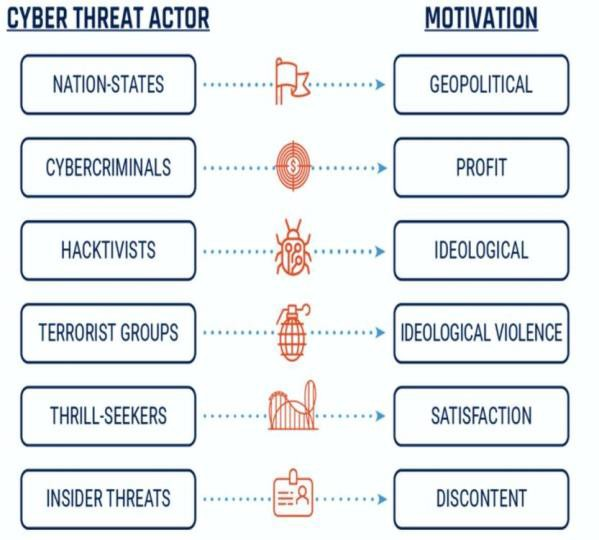 CYBER THREAT ACTOR MOTIVATION
NATION-STATES GEOPOLITICAL
CYBERCRIMINALS $ PROFIT
HACKTIVISTS IDEOLOGICAL
TERRORIST GROUPS IDEOLOGICAL VIOLENCE
THRILL-SEEKERS SATISFACTION
INSIDER THREATS DISCONTENT